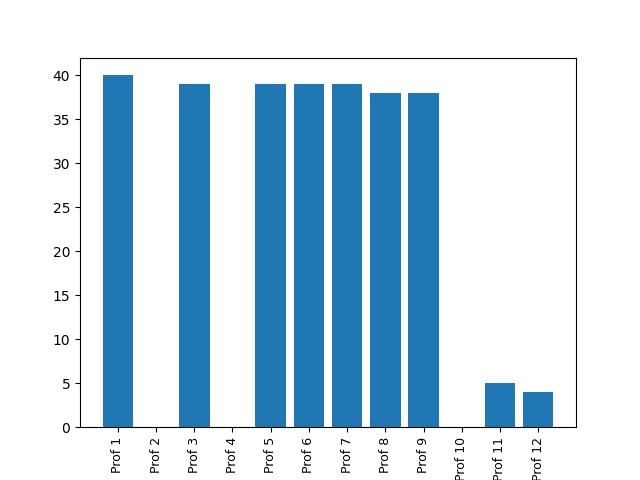 40
35
30
25
20
15
10
5
0
Prof 1
Prof 2
Prof 3
Prof 4
Prof 5
Prof 6
Prof 7
Prof 8
Prof 9
Prof 10
Prof 11
Prof 12